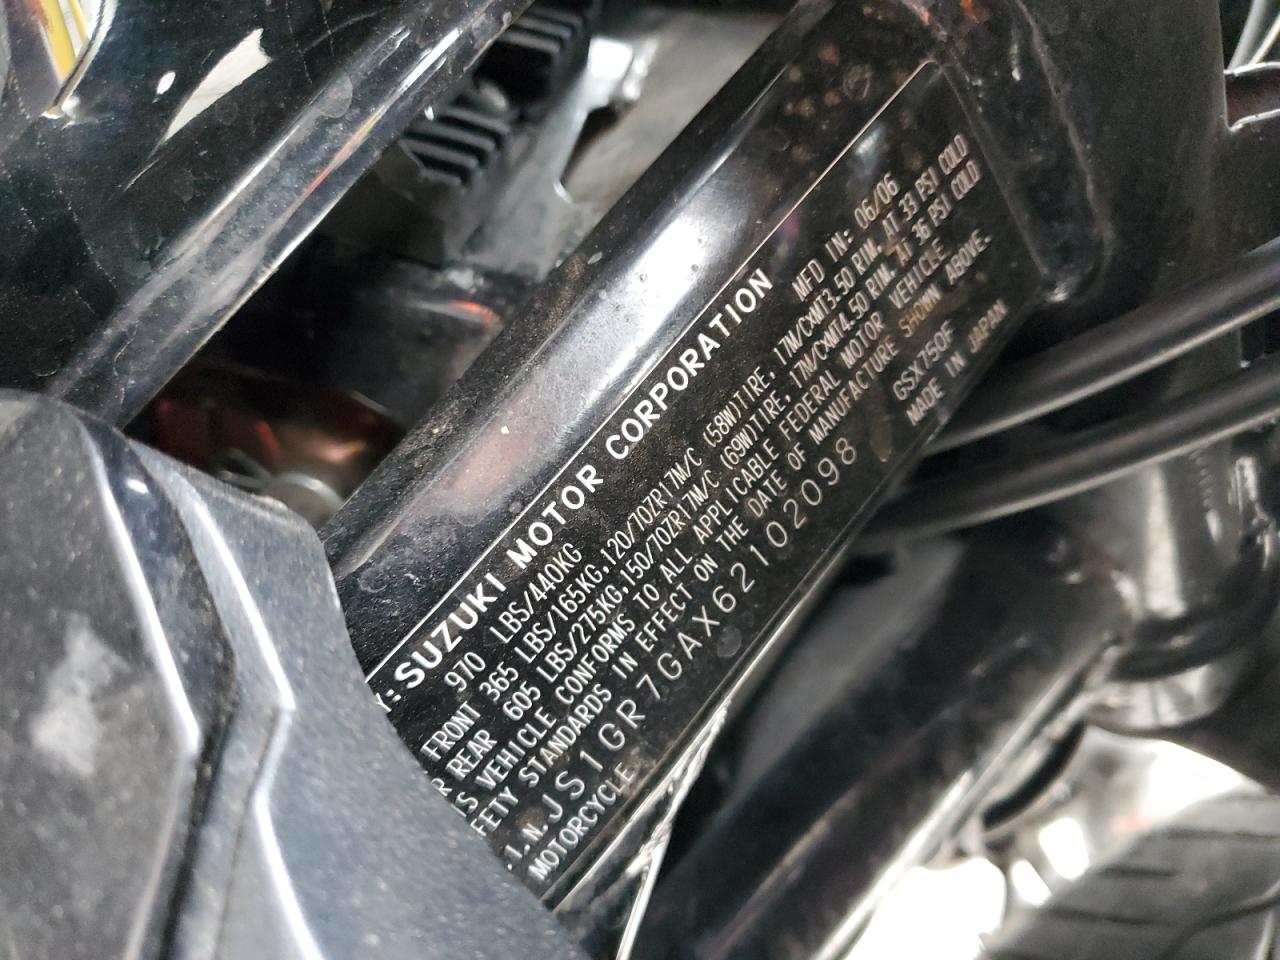 Y: SUZUKI MOTOR CORPORATION MFD IN: 06/06
970 LBS/440KG
FRONT 365 LBS/165KG,120/70ZR17M/C (58W)TIRE, 17M/CxMT3.50 RIM, AT 33 PSI COLD
R REAR 605 LBS/275KG,150/70ZR17M/C (69W)TIRE, 17M/CxMT4.50 RIM, AT 36 PSI COLD
IS VEHICLE CONFORMS TO ALL APPLICABLE FEDERAL MOTOR VEHICLE
FETY STANDARDS IN EFFECT ON THE DATE OF MANUFACTURE SHOWN ABOVE.
.I.N. JS1GR7GAX62102098 GSX750F
MOTORCYCLE MADE IN JAPAN